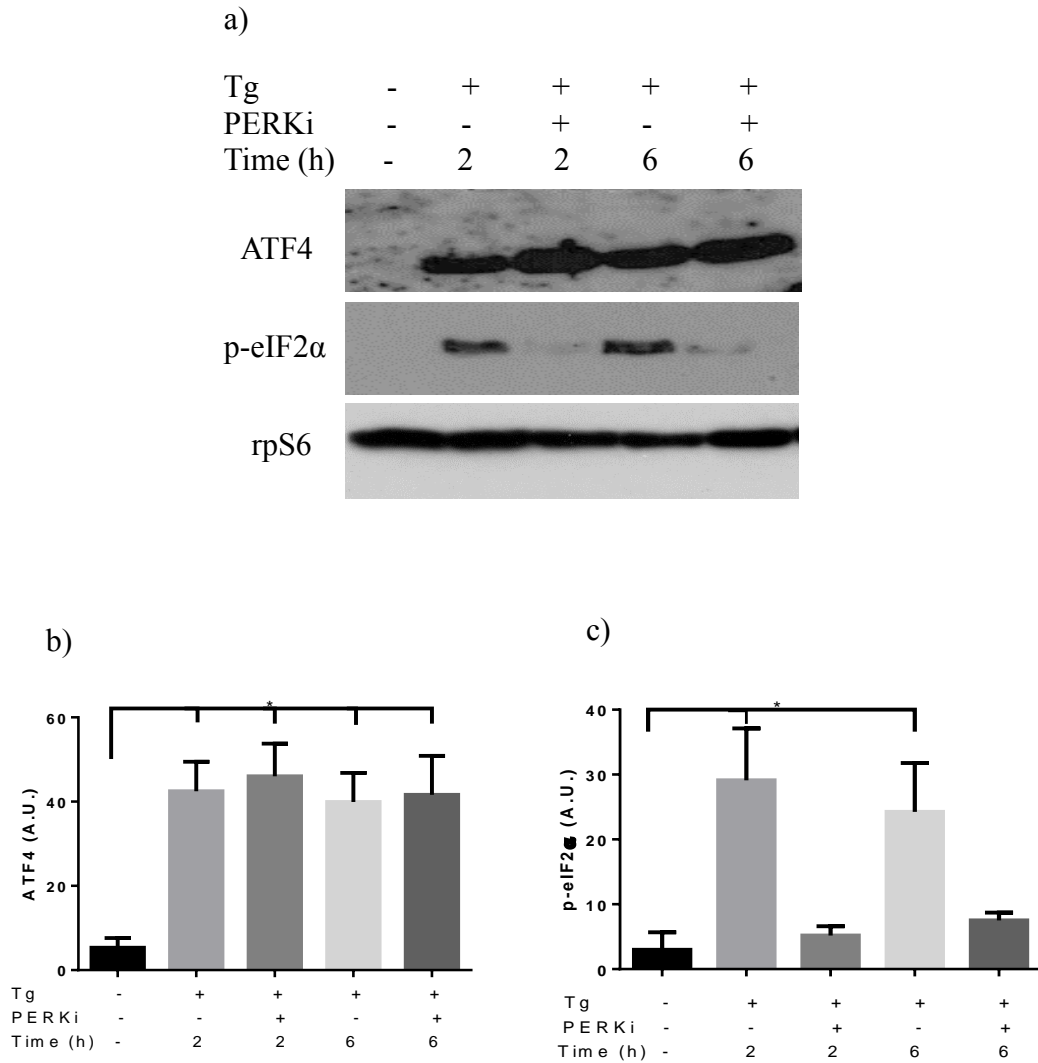 a)
Tg - + + + +
PERKi - - + - +
Time (h) - 2 2 6 6
ATF4
p-eIF2α
rpS6
b)
*
60
40
20
0
ATF4 (A.U.)
Tg - + + + +
PERKi - - + - +
Time (h) - 2 2 6 6
c)
*
40
30
20
10
0
p-eIF2α (A.U.)
Tg - + + + +
PERKi - - + - +
Time (h) - 2 2 6 6